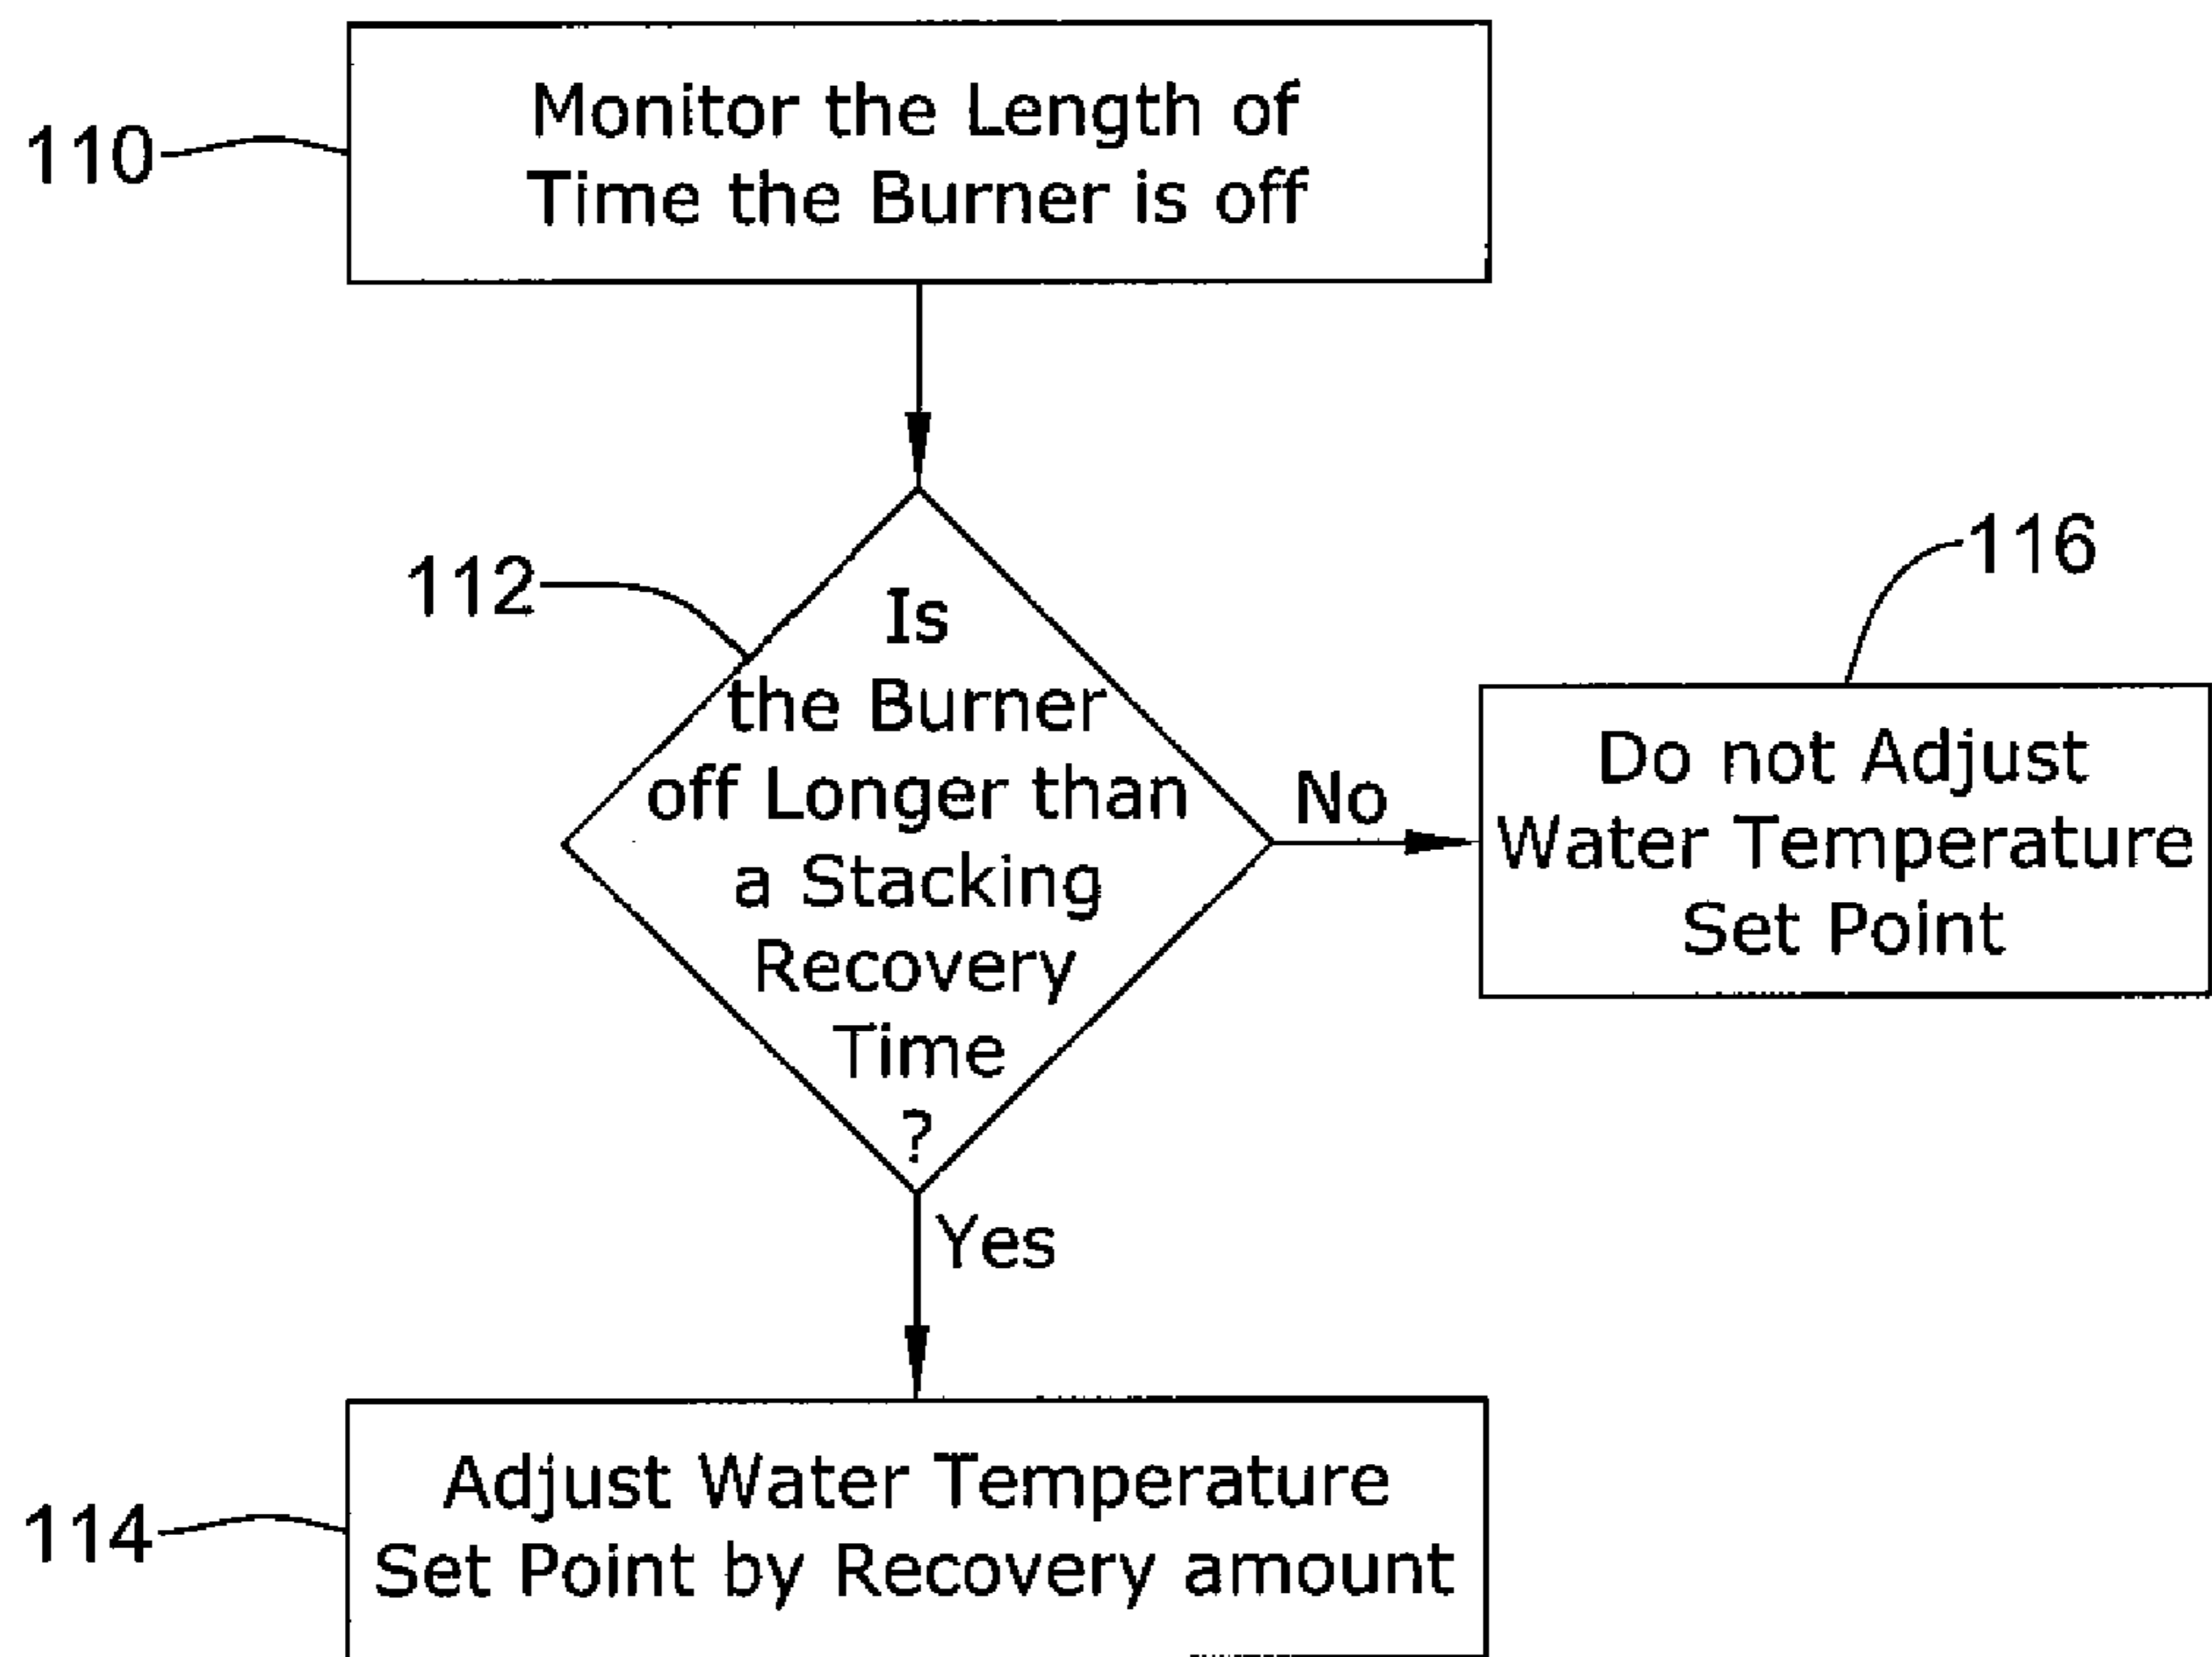 110
Monitor the Length of
Time the Burner is off
112
Is
the Burner
off Longer than
a Stacking
Recovery
Time
?
No
116
Do not Adjust
Water Temperature
Set Point
Yes
114
Adjust Water Temperature
Set Point by Recovery amount